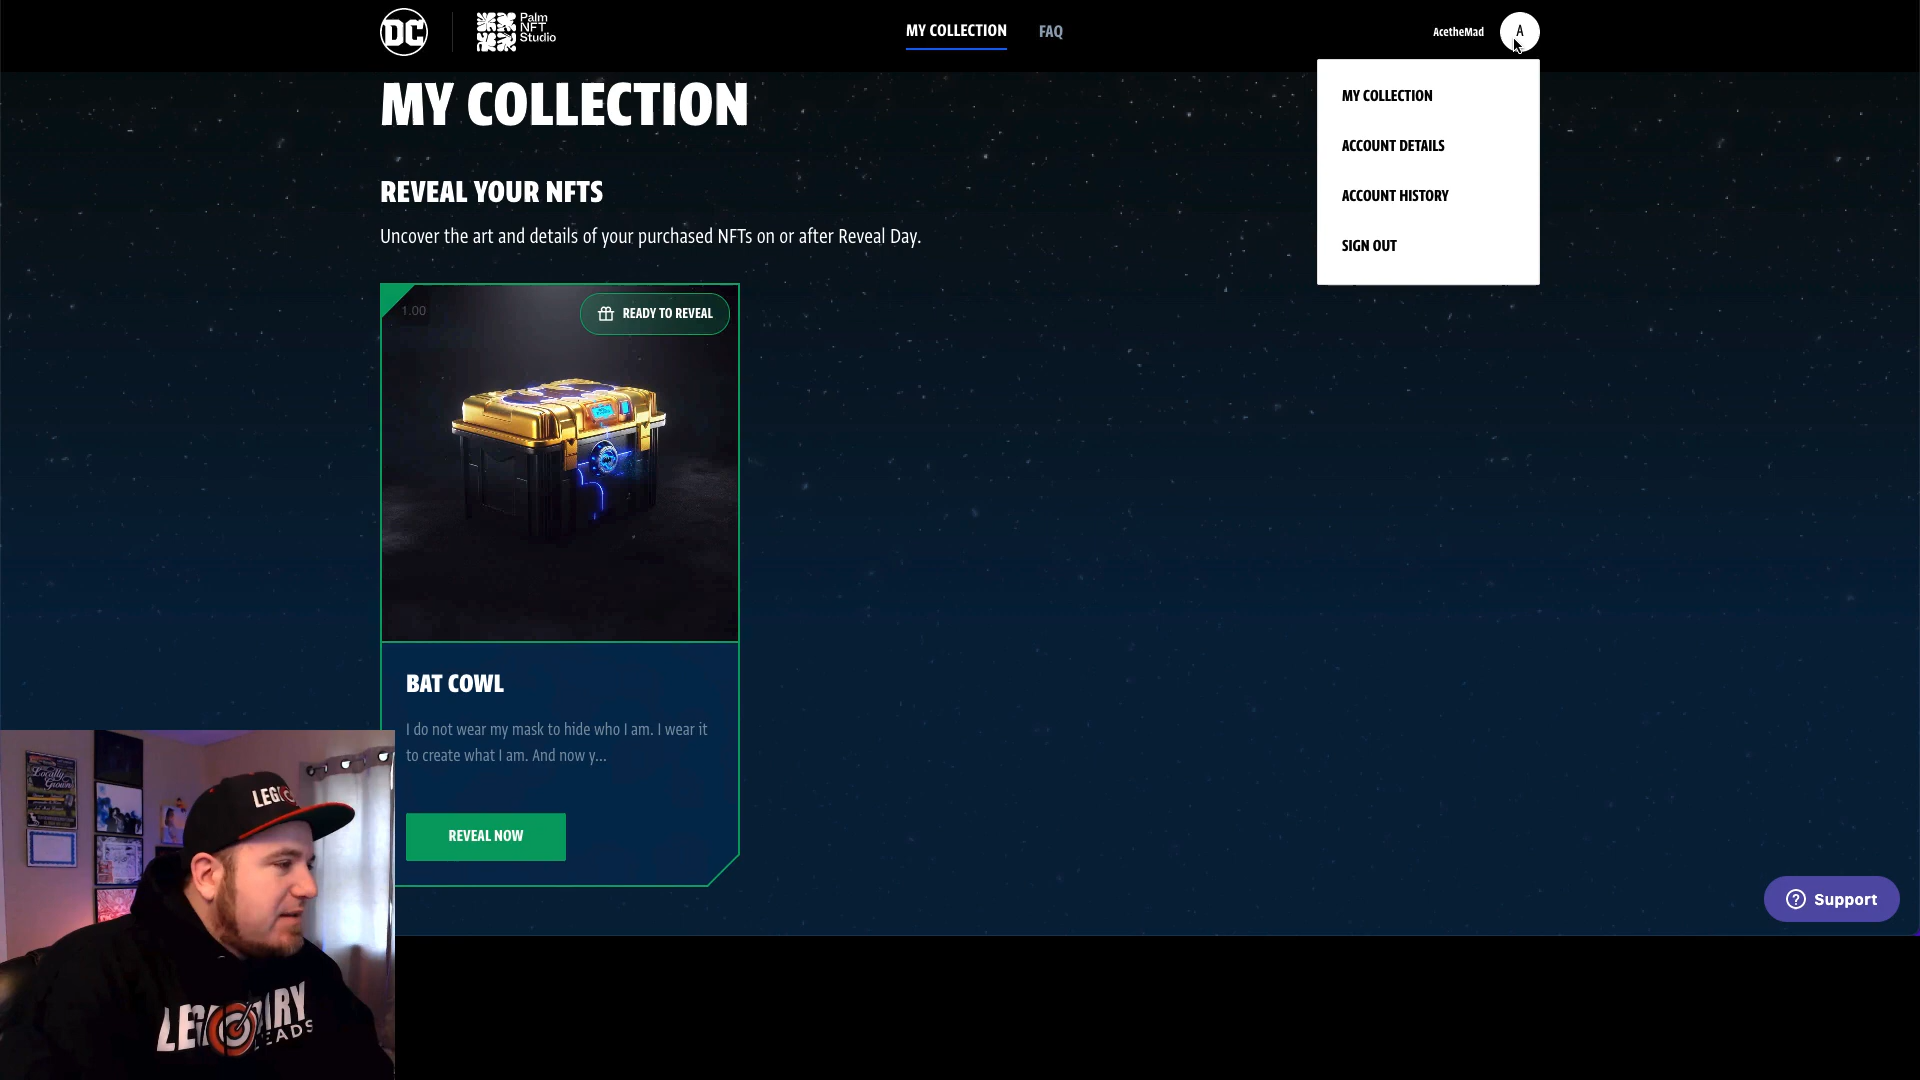 DC
Palm
NFT
Studio
MY COLLECTION
FAQ
AcetheMad
A
MY COLLECTION
ACCOUNT DETAILS
ACCOUNT HISTORY
SIGN OUT
MY COLLECTION
REVEAL YOUR NFTS
Uncover the art and details of your purchased NFTs on or after Reveal Day.
1.00
READY TO REVEAL
BAT COWL
I do not wear my mask to hide who I am. I wear it
to create what I am. And now y...
REVEAL NOW
Support
Locally
Grown